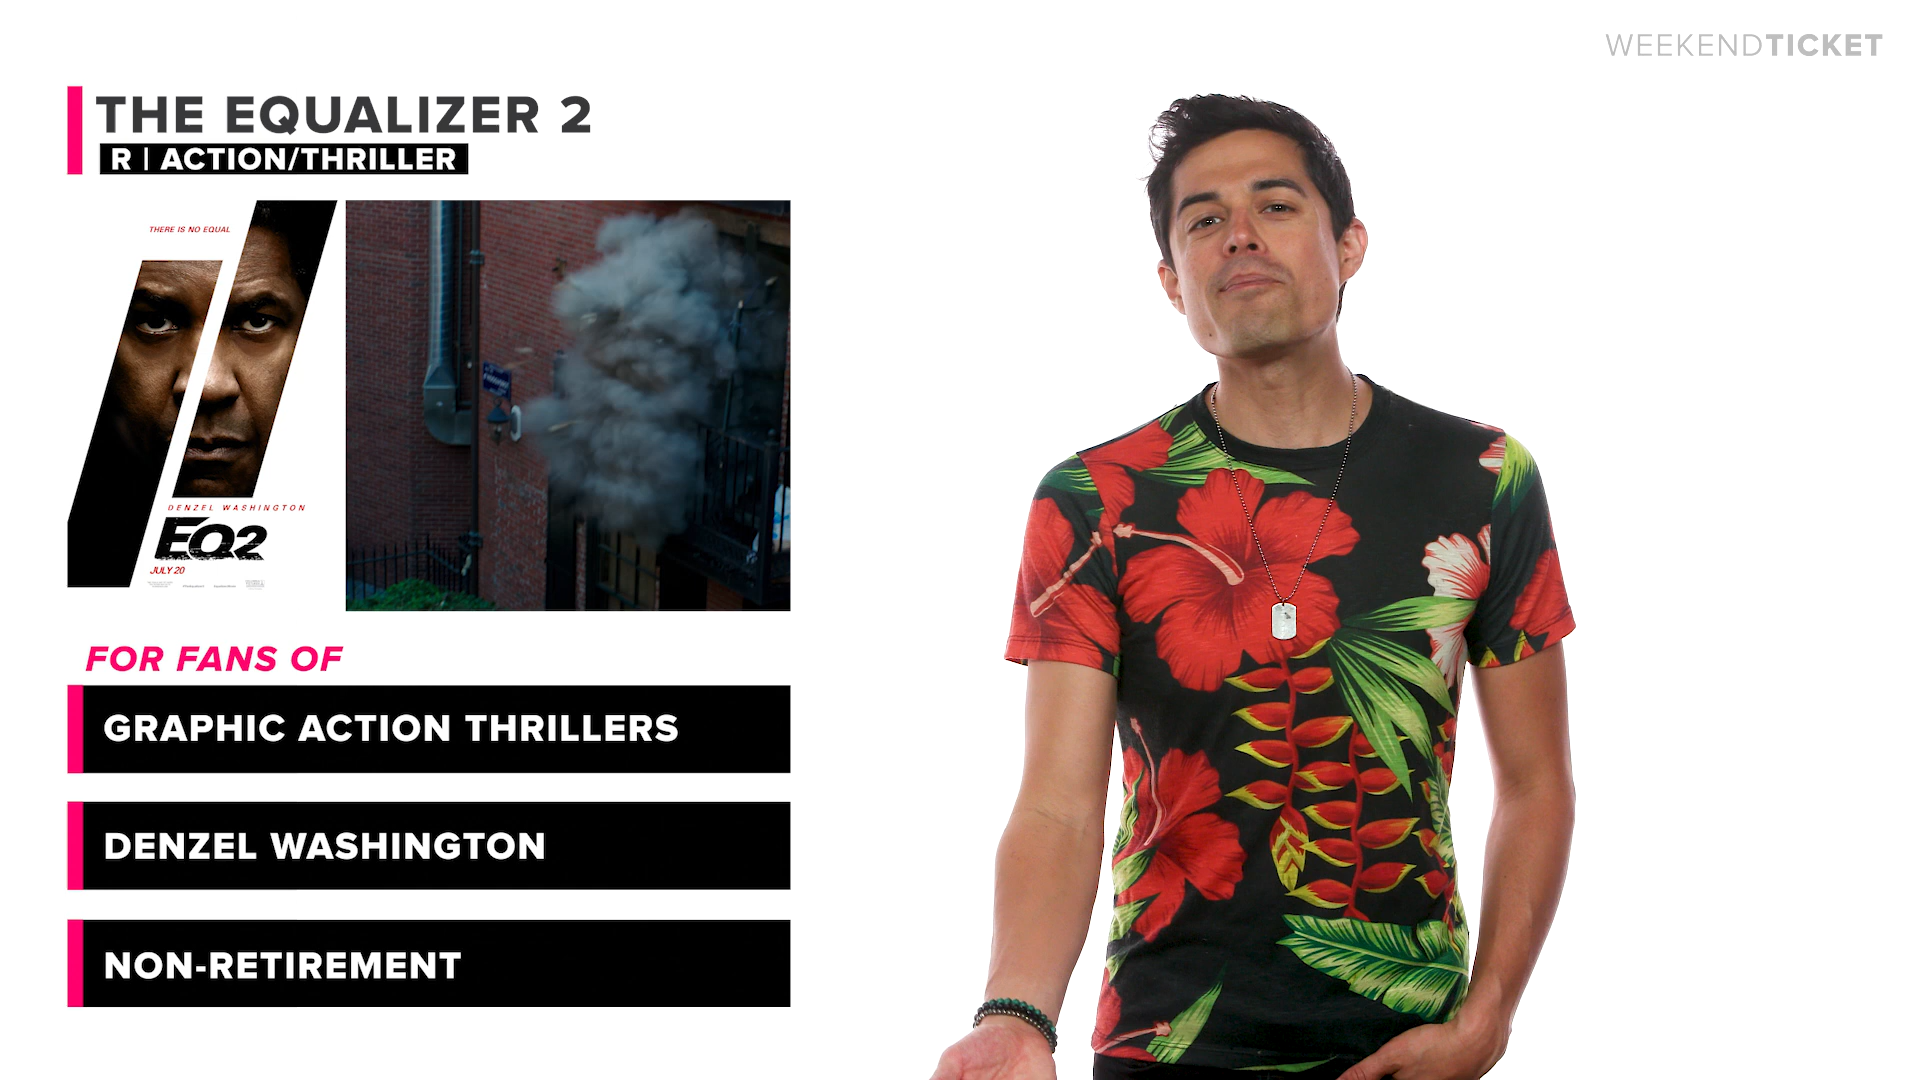 WEEKENDTICKET
THE EQUALIZER 2
R | ACTION/THRILLER
THERE IS NO EQUAL
DENZEL WASHINGTON
EQ2
JULY 20
FOR FANS OF
GRAPHIC ACTION THRILLERS
DENZEL WASHINGTON
NON-RETIREMENT